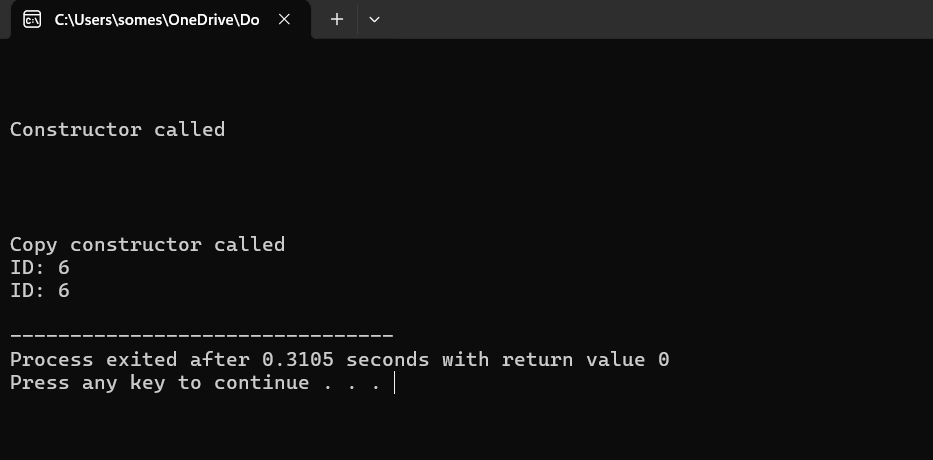 C:\Users\somes\OneDrive\Do
Constructor called
Copy constructor called
ID: 6
ID: 6
--------------------------------
Process exited after 0.3105 seconds with return value 0
Press any key to continue . . .